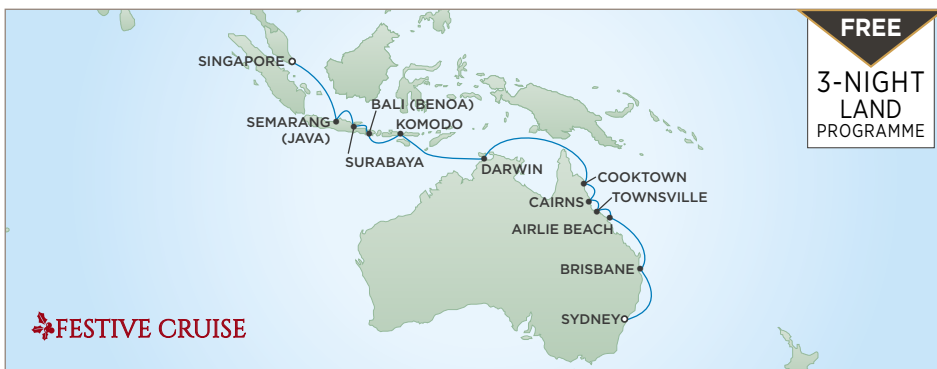 FREE
3-NIGHT
LAND
PROGRAMME
SINGAPORE
SEMARANG
(JAVA)
SURABAYA
BALI (BENOA)
KOMODO
DARWIN
COOKTOWN
CAIRNS
TOWNSVILLE
AIRLIE BEACH
BRISBANE
SYDNEY
FESTIVE CRUISE